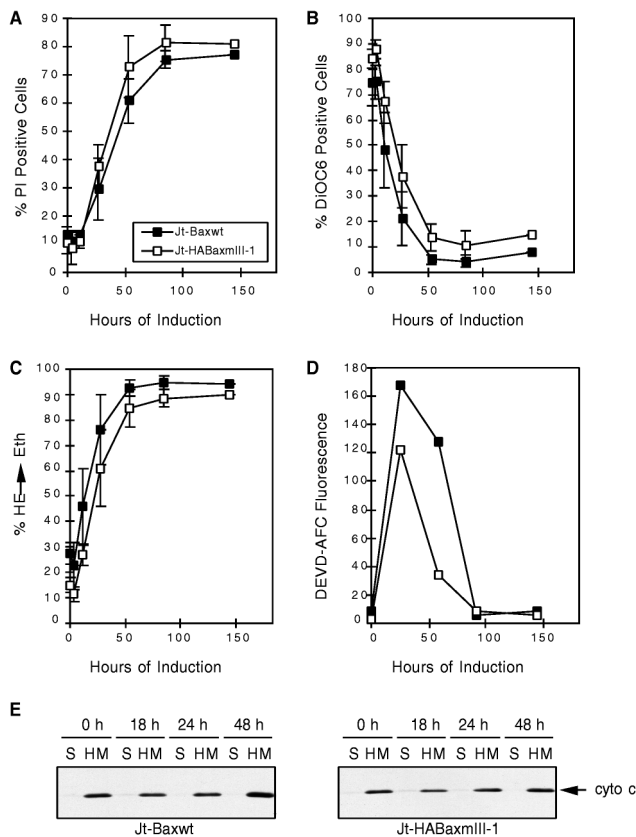 A
% PI Positive Cells
90
80
70
60
50
40
30
20
10
0
0 50 100 150
Hours of Induction
Jt-Baxwt
Jt-HABaxmIII-1
B
% DiOC6 Positive Cells
100
90
80
70
60
50
40
30
20
10
0
0 50 100 150
Hours of Induction
C
% HE Eth
100
90
80
70
60
50
40
30
20
10
0
0 50 100 150
Hours of Induction
D
DEVD-AFC Fluorescence
180
160
140
120
100
80
60
40
20
0
0 50 100 150
Hours of Induction
E
0 h 18 h 24 h 48 h
S HM S HM S HM S HM
Jt-Baxwt
0 h 18 h 24 h 48 h
S HM S HM S HM S HM
cyto c
Jt-HABaxmIII-1